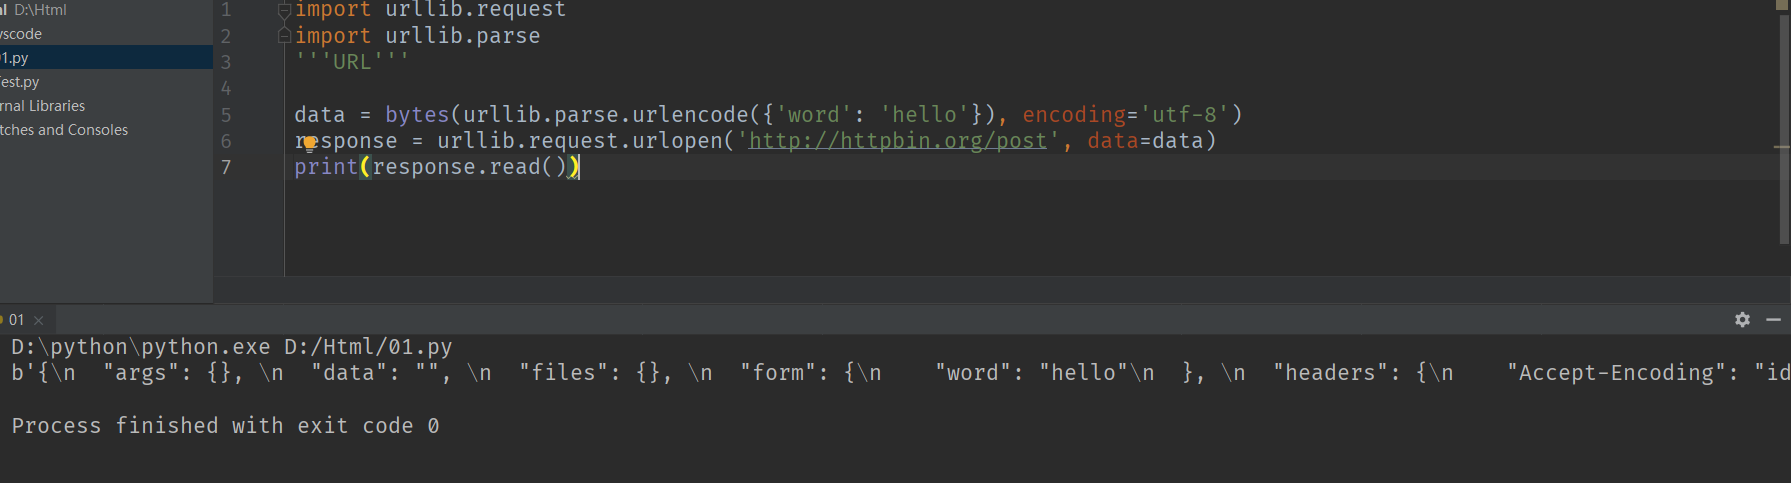 D:\Html
vscode
01.py
Test.py
rnal Libraries
tches and Consoles
1 import urllib.request
2 import urllib.parse
3 '''URL'''
4
5 data = bytes(urllib.parse.urlencode({'word': 'hello'}), encoding='utf-8')
6 response = urllib.request.urlopen('http://httpbin.org/post', data=data)
7 print(response.read())
01
D:\python\python.exe D:/Html/01.py
b'{\n  "args": {}, \n  "data": "", \n  "files": {}, \n  "form": {\n    "word": "hello"\n  }, \n  "headers": {\n    "Accept-Encoding": "id
Process finished with exit code 0